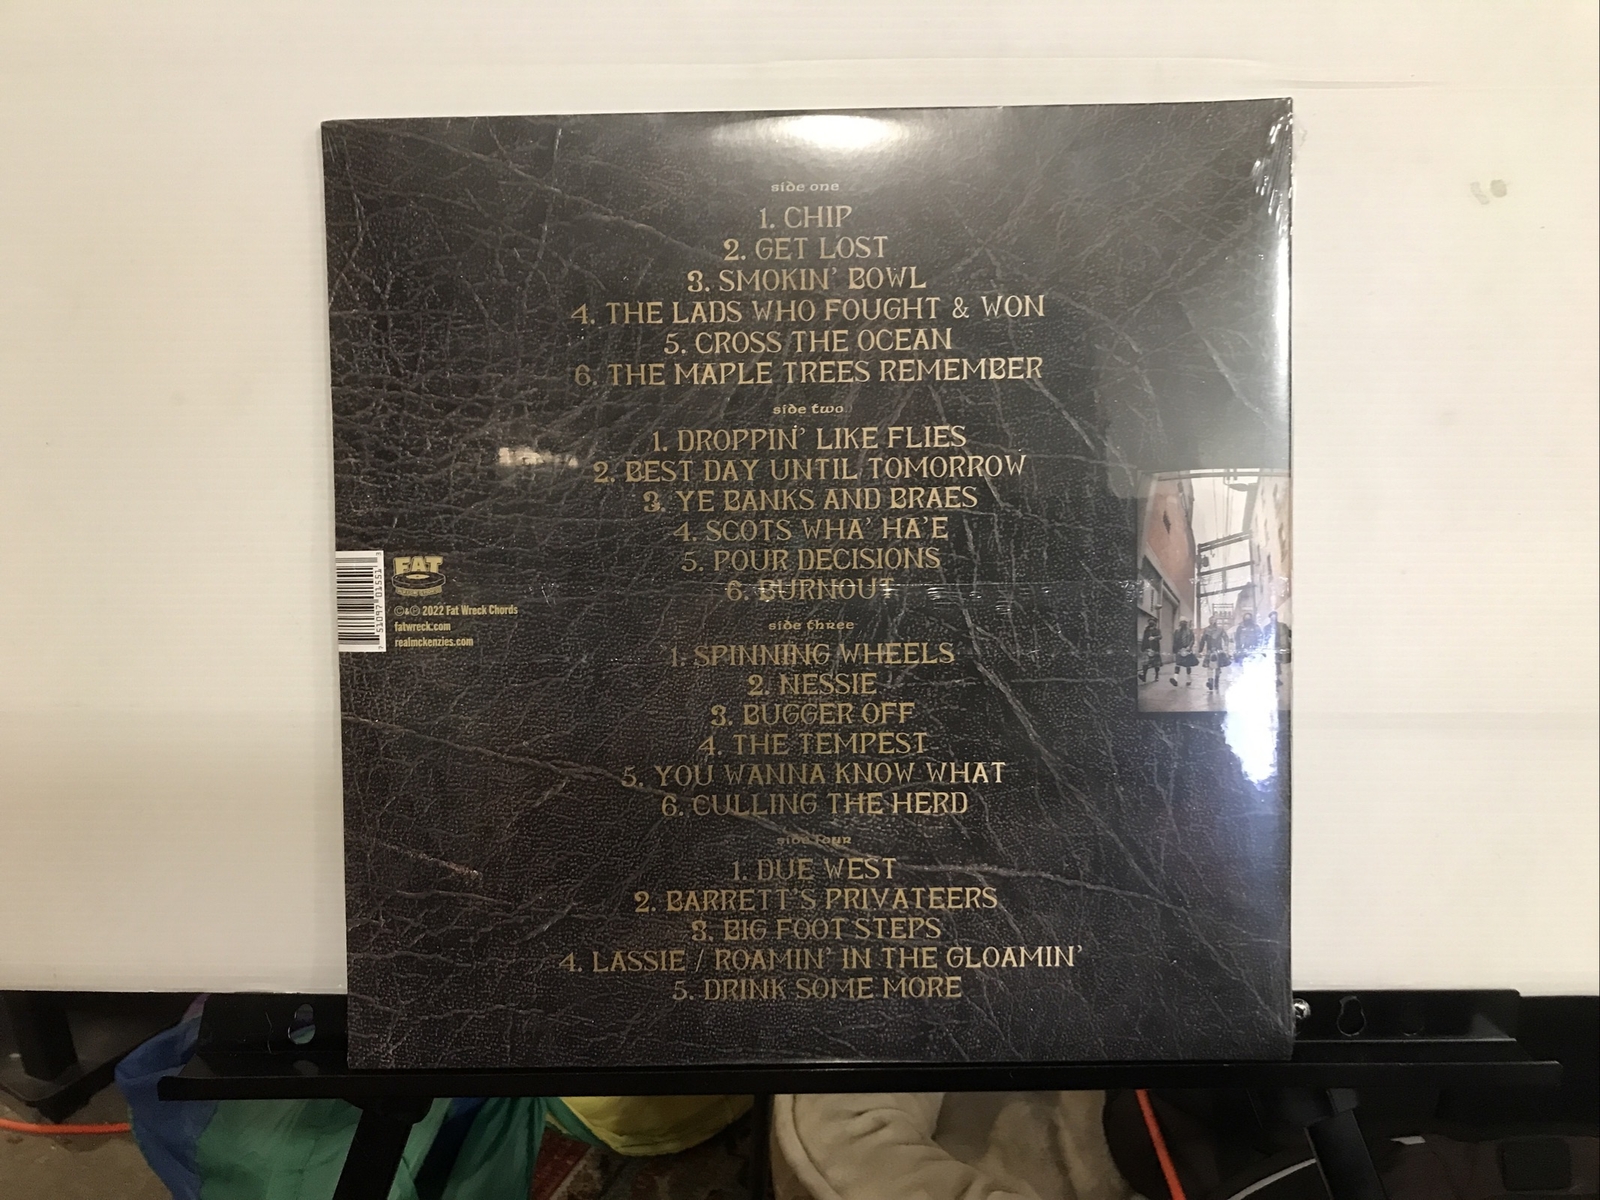 side one
1. CHIP
2. GET LOST
3. SMOKIN' BOWL
4. THE LADS WHO FOUGHT & WON
5. CROSS THE OCEAN
6. THE MAPLE TREES REMEMBER
side two
1. DROPPIN' LIKE FLIES
2. BEST DAY UNTIL TOMORROW
3. YE BANKS AND BRAES
4. SCOTS WHA' HA'E
5. POUR DECISIONS
6. BURNOUT
side three
1. SPINNING WHEELS
2. NESSIE
3. BUGGER OFF
4. THE TEMPEST
5. YOU WANNA KNOW WHAT
6. CULLING THE HERD
side four
1. DUE WEST
2. BARRETT'S PRIVATEERS
3. BIG FOOT STEPS
4. LASSIE / ROAMIN' IN THE GLOAMIN'
5. DRINK SOME MORE
7 51097 01551 3
FAT
©&℗ 2022 Fat Wreck Chords
fatwreck.com
realmckenzies.com